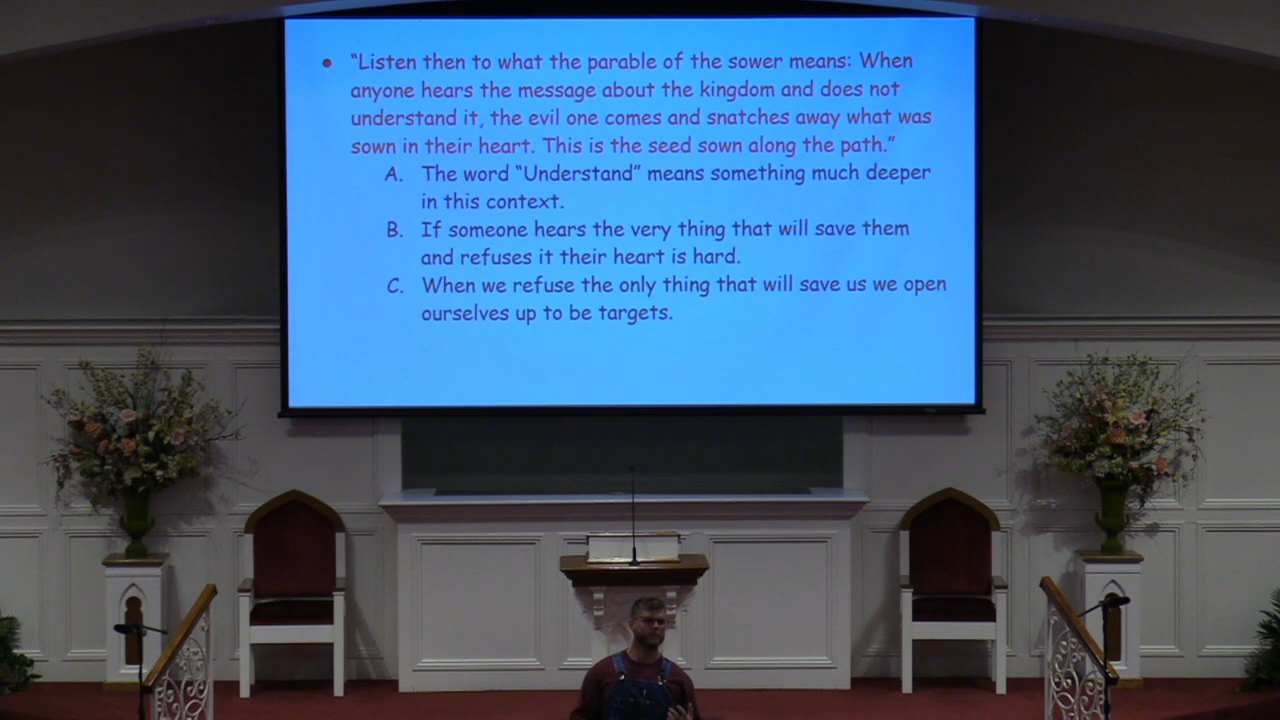 • “Listen then to what the parable of the sower means: When
anyone hears the message about the kingdom and does not
understand it, the evil one comes and snatches away what was
sown in their heart. This is the seed sown along the path.”
A. The word “Understand” means something much deeper
in this context.
B. If someone hears the very thing that will save them
and refuses it their heart is hard.
C. When we refuse the only thing that will save us we open
ourselves up to be targets.